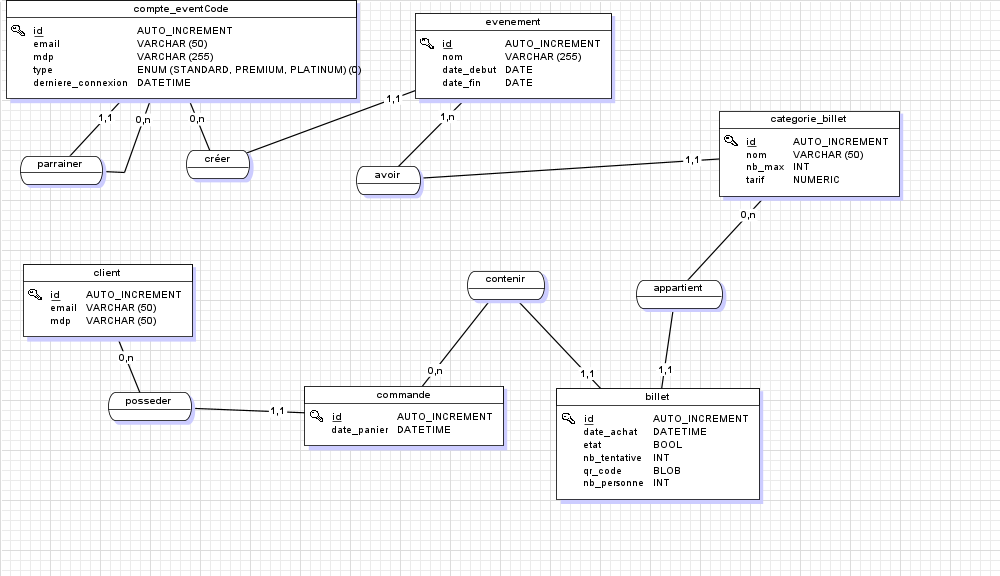 compte_eventCode
id AUTO_INCREMENT
email VARCHAR (50)
mdp VARCHAR (255)
type ENUM (STANDARD, PREMIUM, PLATINUM) (0)
derniere_connexion DATETIME
evenement
id AUTO_INCREMENT
nom VARCHAR (255)
date_debut DATE
date_fin DATE
1,1
0,n
0,n
1,1
1,n
parrainer
créer
avoir
1,1
categorie_billet
id AUTO_INCREMENT
nom VARCHAR (50)
nb_max INT
tarif NUMERIC
0,n
client
id AUTO_INCREMENT
email VARCHAR (50)
mdp VARCHAR (50)
contenir
appartient
0,n
0,n
1,1
1,1
posseder
1,1
commande
id AUTO_INCREMENT
date_panier DATETIME
billet
id AUTO_INCREMENT
date_achat DATETIME
etat BOOL
nb_tentative INT
qr_code BLOB
nb_personne INT